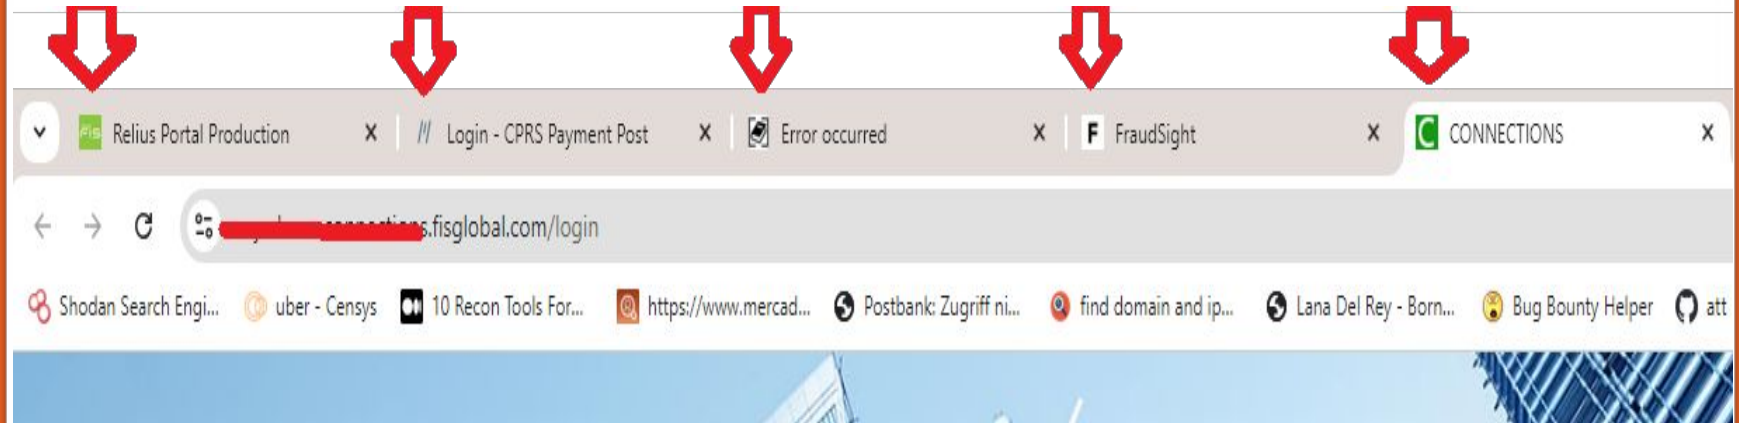 Fis Relius Portal Production Login - CPRS Payment Post Error occurred F FraudSight C CONNECTIONS
s.fisglobal.com/login
Shodan Search Engi... uber - Censys 10 Recon Tools For... https://www.mercad... Postbank: Zugriff ni... find domain and ip... Lana Del Rey - Born... Bug Bounty Helper att